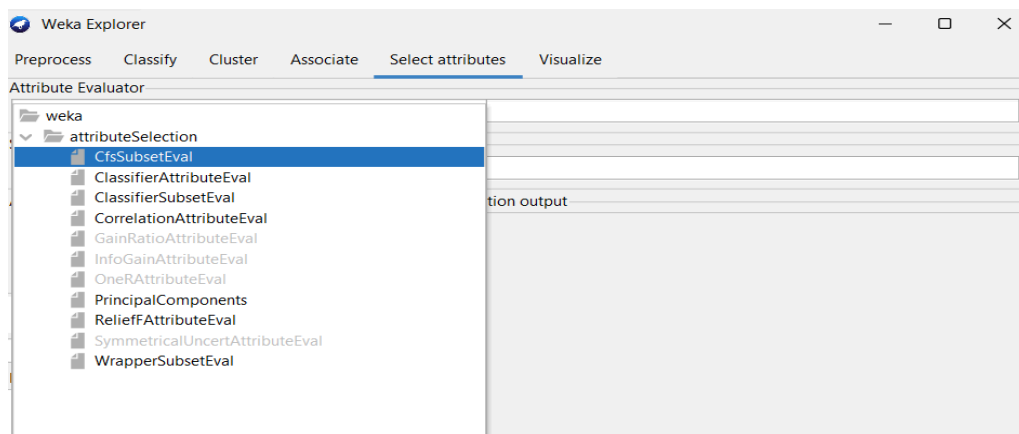 Weka Explorer
Preprocess Classify Cluster Associate Select attributes Visualize
Attribute Evaluator
weka
attributeSelection
CfsSubsetEval
ClassifierAttributeEval
ClassifierSubsetEval
tion output
CorrelationAttributeEval
GainRatioAttributeEval
InfoGainAttributeEval
OneRAttributeEval
PrincipalComponents
ReliefFAttributeEval
SymmetricalUncertAttributeEval
WrapperSubsetEval